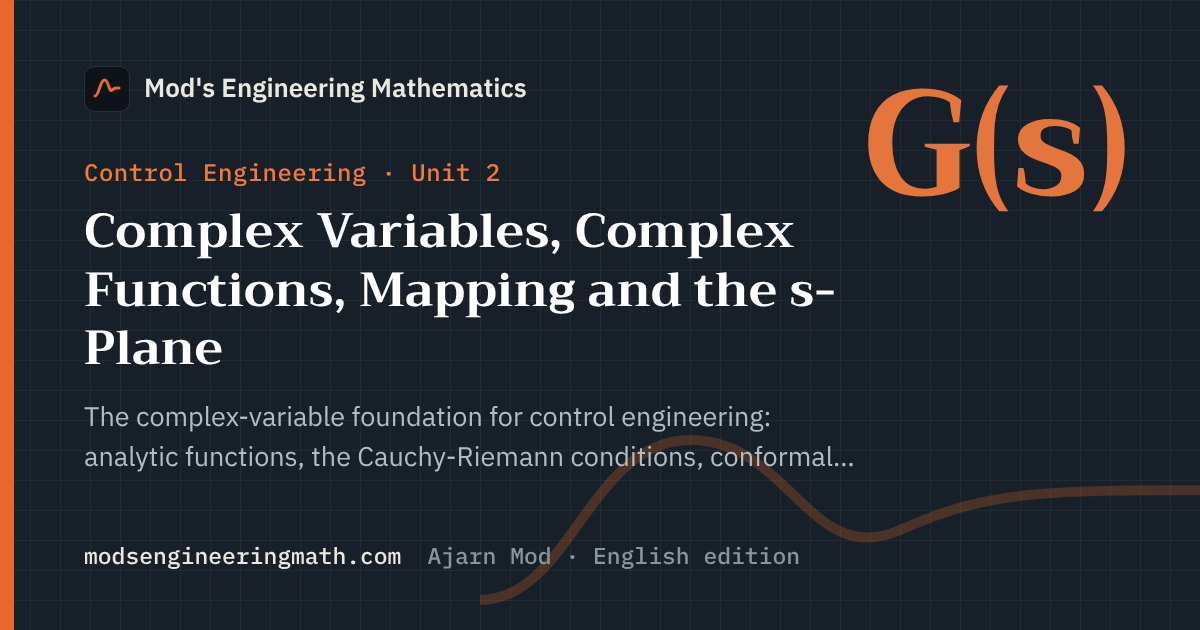 Mod's Engineering Mathematics
G(s)
Control Engineering · Unit 2
Complex Variables, Complex
Functions, Mapping and the s-
Plane
The complex-variable foundation for control engineering:
analytic functions, the Cauchy-Riemann conditions, conformal...
modsengineeringmath.com Ajarn Mod · English edition